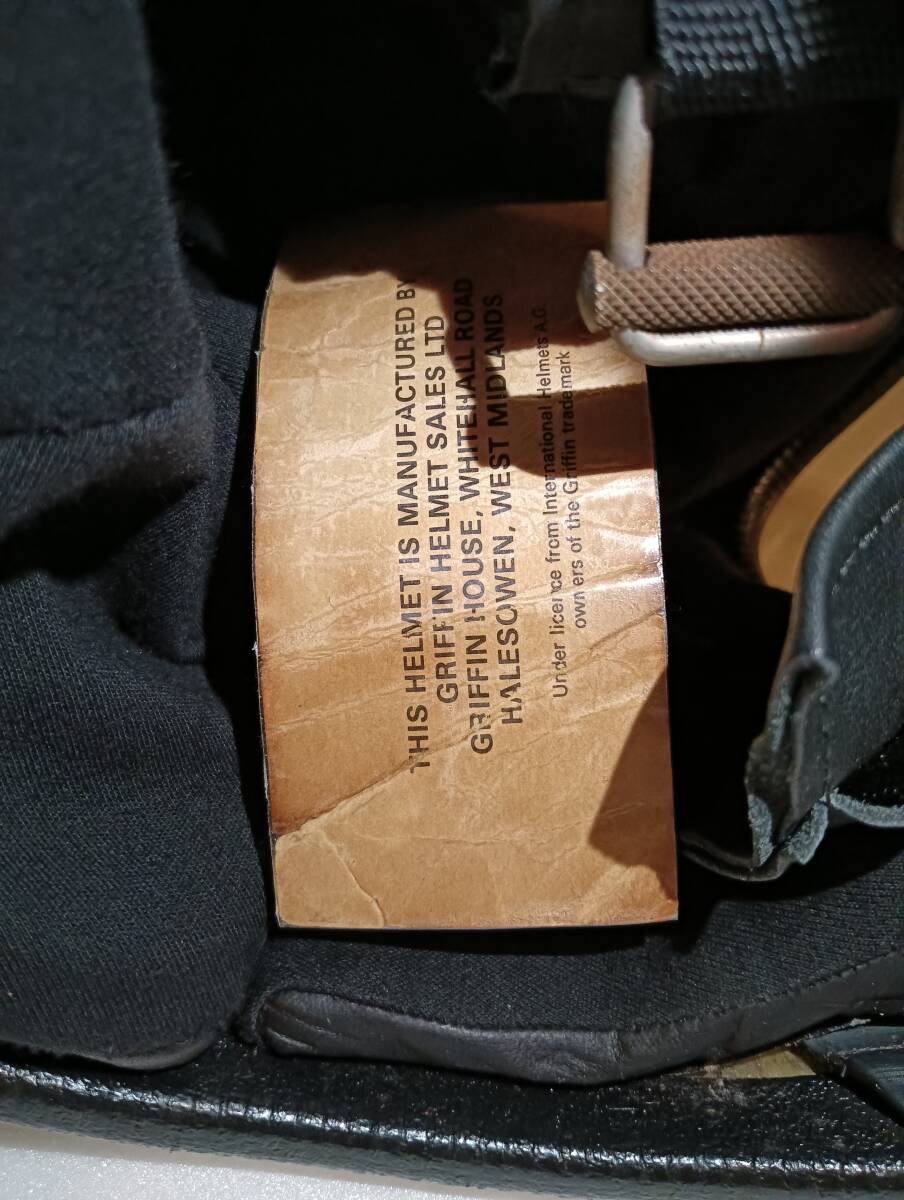 THIS HELMET IS MANUFACTURED BY
GRIFFIN HELMET SALES LTD
GRIFFIN HOUSE, WHITEHALL ROAD
HALESOWEN, WEST MIDLANDS
Under licence from International Helmets A.G.
owners of the Griffin trademark